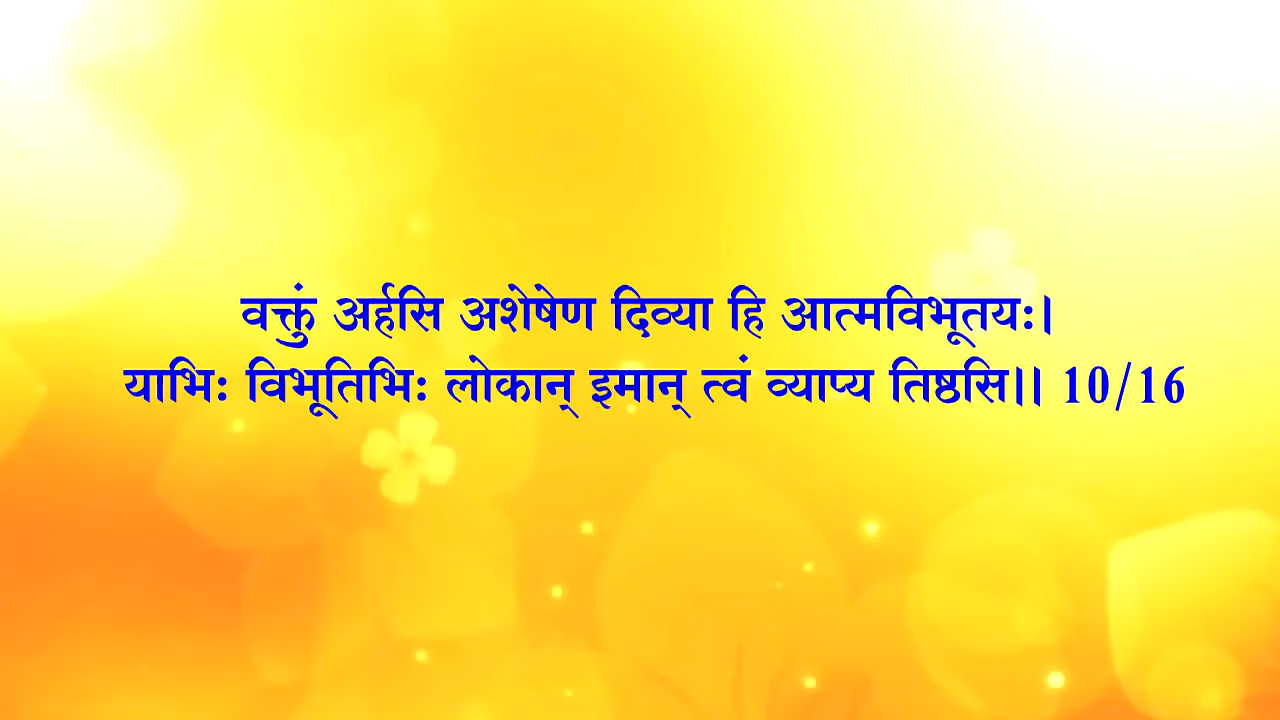 वक्तुं अर्हसि अशेषेण दिव्या हि आत्मविभूतयः।
याभिः विभूतिभिः लोकान् इमान् त्वं व्याप्य तिष्ठसि।। 10/16